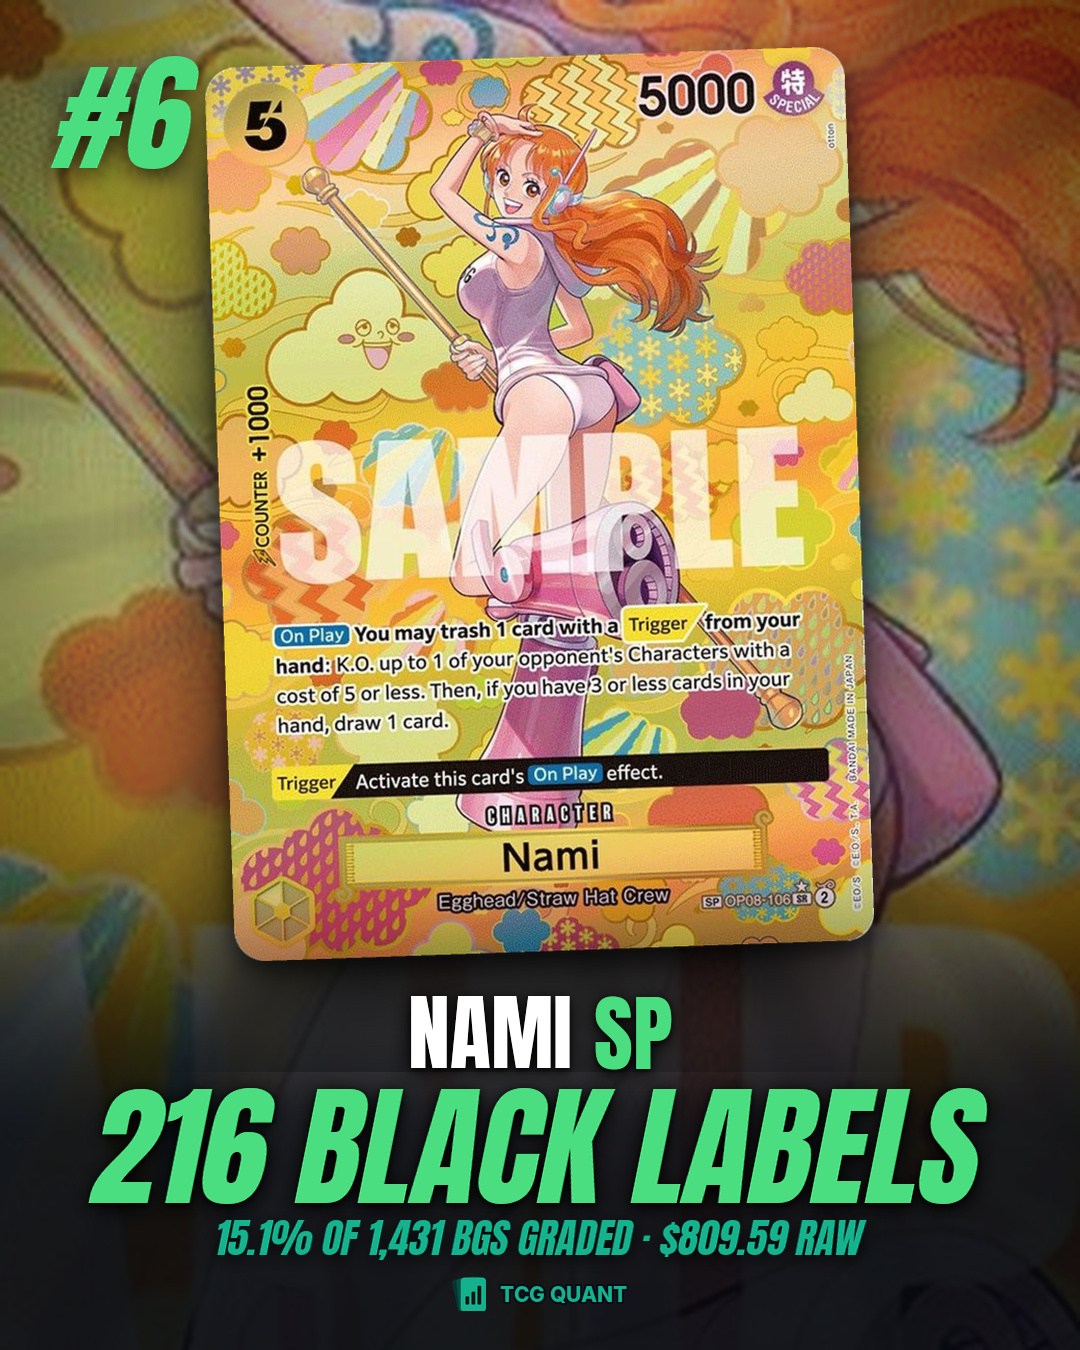 #6
5
5000
特
SPECIAL
otton
COUNTER +1000
SAMPLE
On Play You may trash 1 card with a Trigger from your
hand: K.O. up to 1 of your opponent's Characters with a
cost of 5 or less. Then, if you have 3 or less cards in your
hand, draw 1 card.
Trigger Activate this card's On Play effect.
CHARACTER
Nami
Egghead/Straw Hat Crew
SP OP08-106 SR 2
©E.O/S. ©E.O./S., T.A. BANDAI MADE IN JAPAN
NAMI SP
216 BLACK LABELS
15.1% OF 1,431 BGS GRADED · $809.59 RAW
TCG QUANT